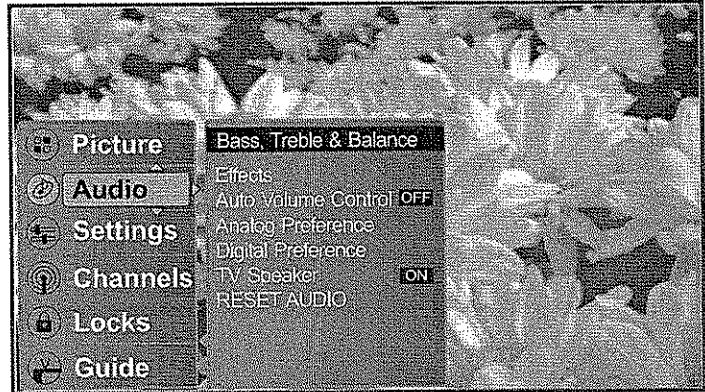 Picture
Audio
Settings
Channels
Locks
Guide
Bass, Treble & Balance
Effects
Auto Volume Control OFF
Analog Preference
Digital Preference
TV Speaker ON
RESET AUDIO